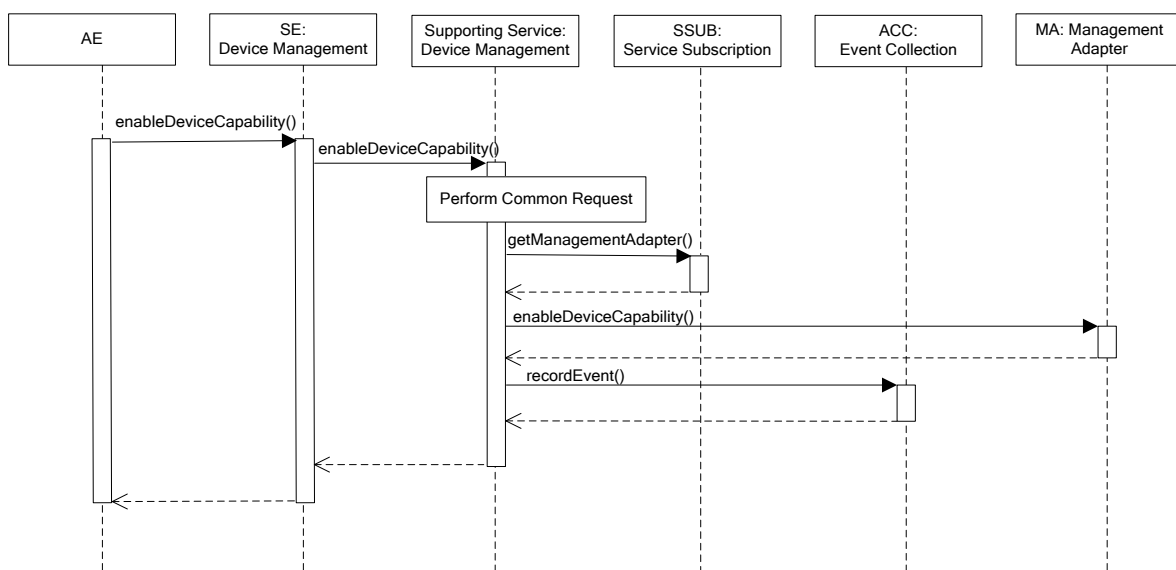 AE
SE:
Device Management
Supporting Service:
Device Management
SSUB:
Service Subscription
ACC:
Event Collection
MA: Management
Adapter
enableDeviceCapability()
enableDeviceCapability()
Perform Common Request
getManagementAdapter()
enableDeviceCapability()
recordEvent()